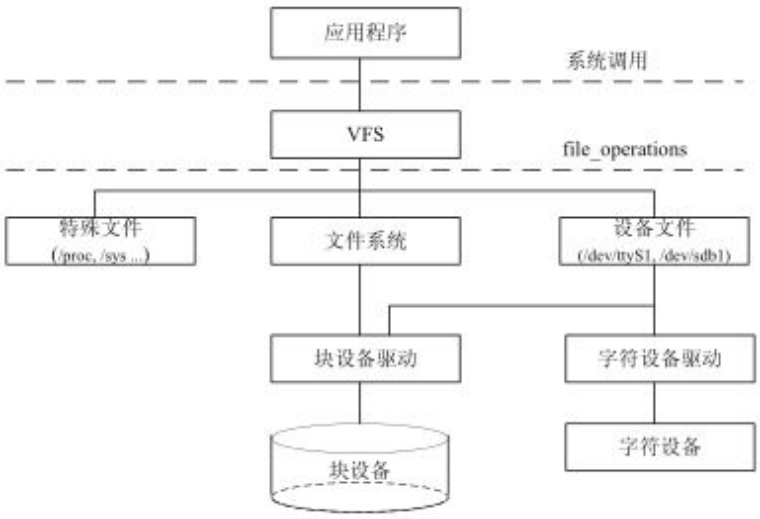 应用程序
系统调用
VFS
file_operations
特殊文件
(/proc, /sys ...)
文件系统
设备文件
(/dev/ttyS1, /dev/sdb1)
块设备驱动
字符设备驱动
块设备
字符设备